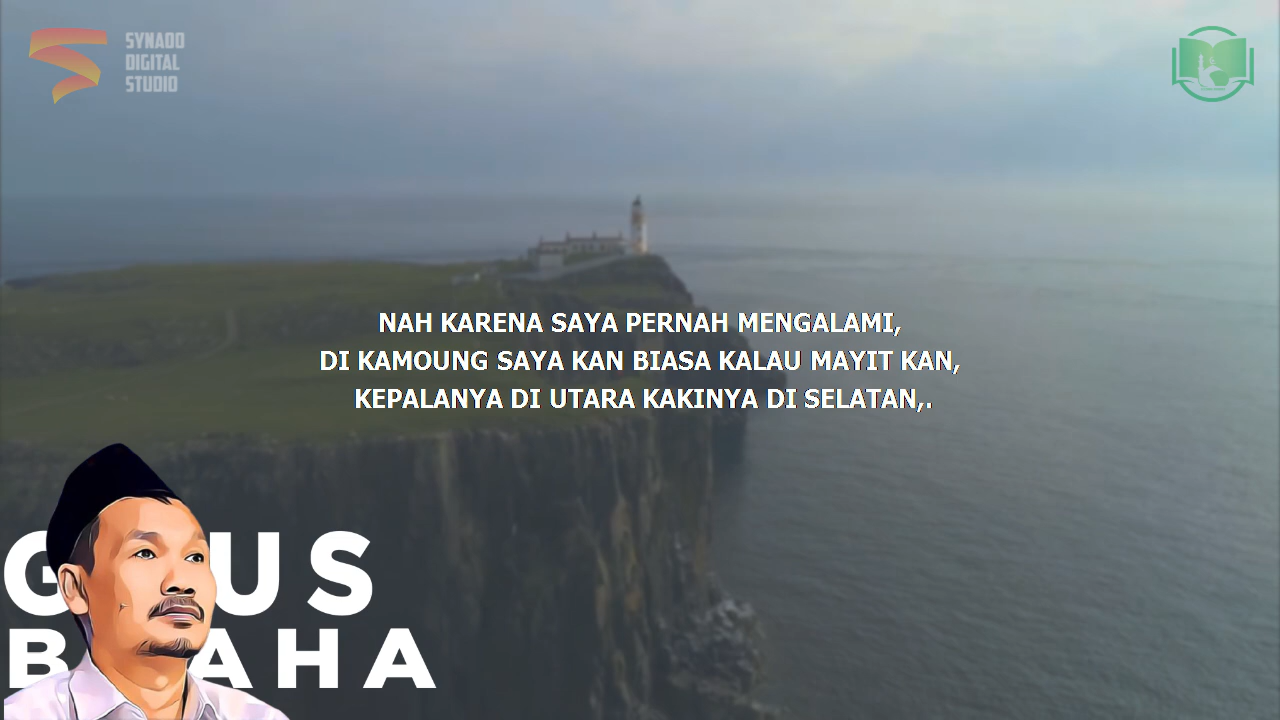 SYNADO
DIGITAL
STUDIO
NAH KARENA SAYA PERNAH MENGALAMI,
DI KAMOUNG SAYA KAN BIASA KALAU MAYIT KAN,
KEPALANYA DI UTARA KAKINYA DI SELATAN,.
GUS
BAHA